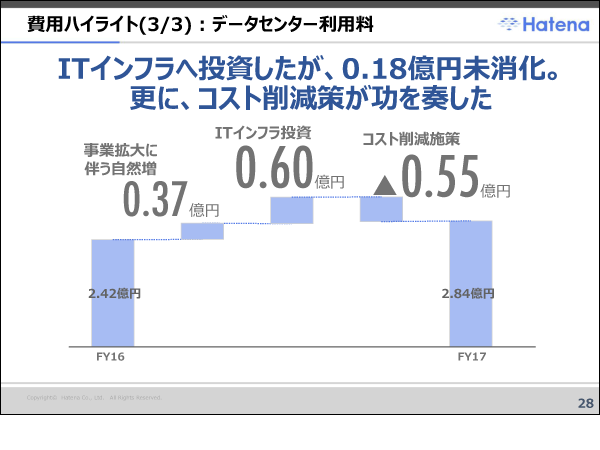 費用ハイライト(3/3)：データセンター利用料
Hatena
ITインフラへ投資したが、0.18億円未消化。
更に、コスト削減策が功を奏した
事業拡大に
伴う自然増
0.37億円
ITインフラ投資
0.60億円
コスト削減施策
▲0.55億円
2.42億円
2.84億円
FY16
FY17
Copyright© Hatena Co., Ltd. All Rights Reserved.
28